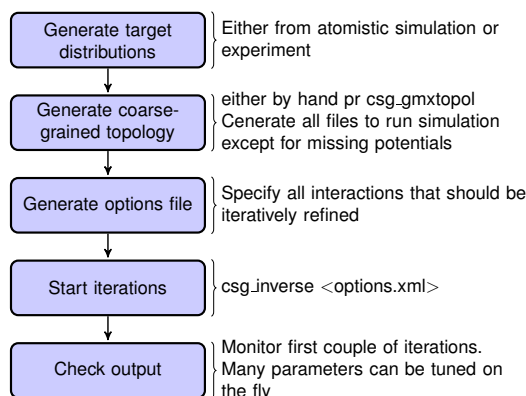 Generate target
distributions
Either from atomistic simulation or
experiment
Generate coarse-
grained topology
either by hand pr csg_gmxtopol
Cenerate all files to run simulation
except for missing potentials
Generate options file
Specify all interactions that should be
iteratively refined
Start iterations
csg_inverse <options.xml>
Check output
Monitor first couple of iterations.
Many parameters can be tuned on
the fly